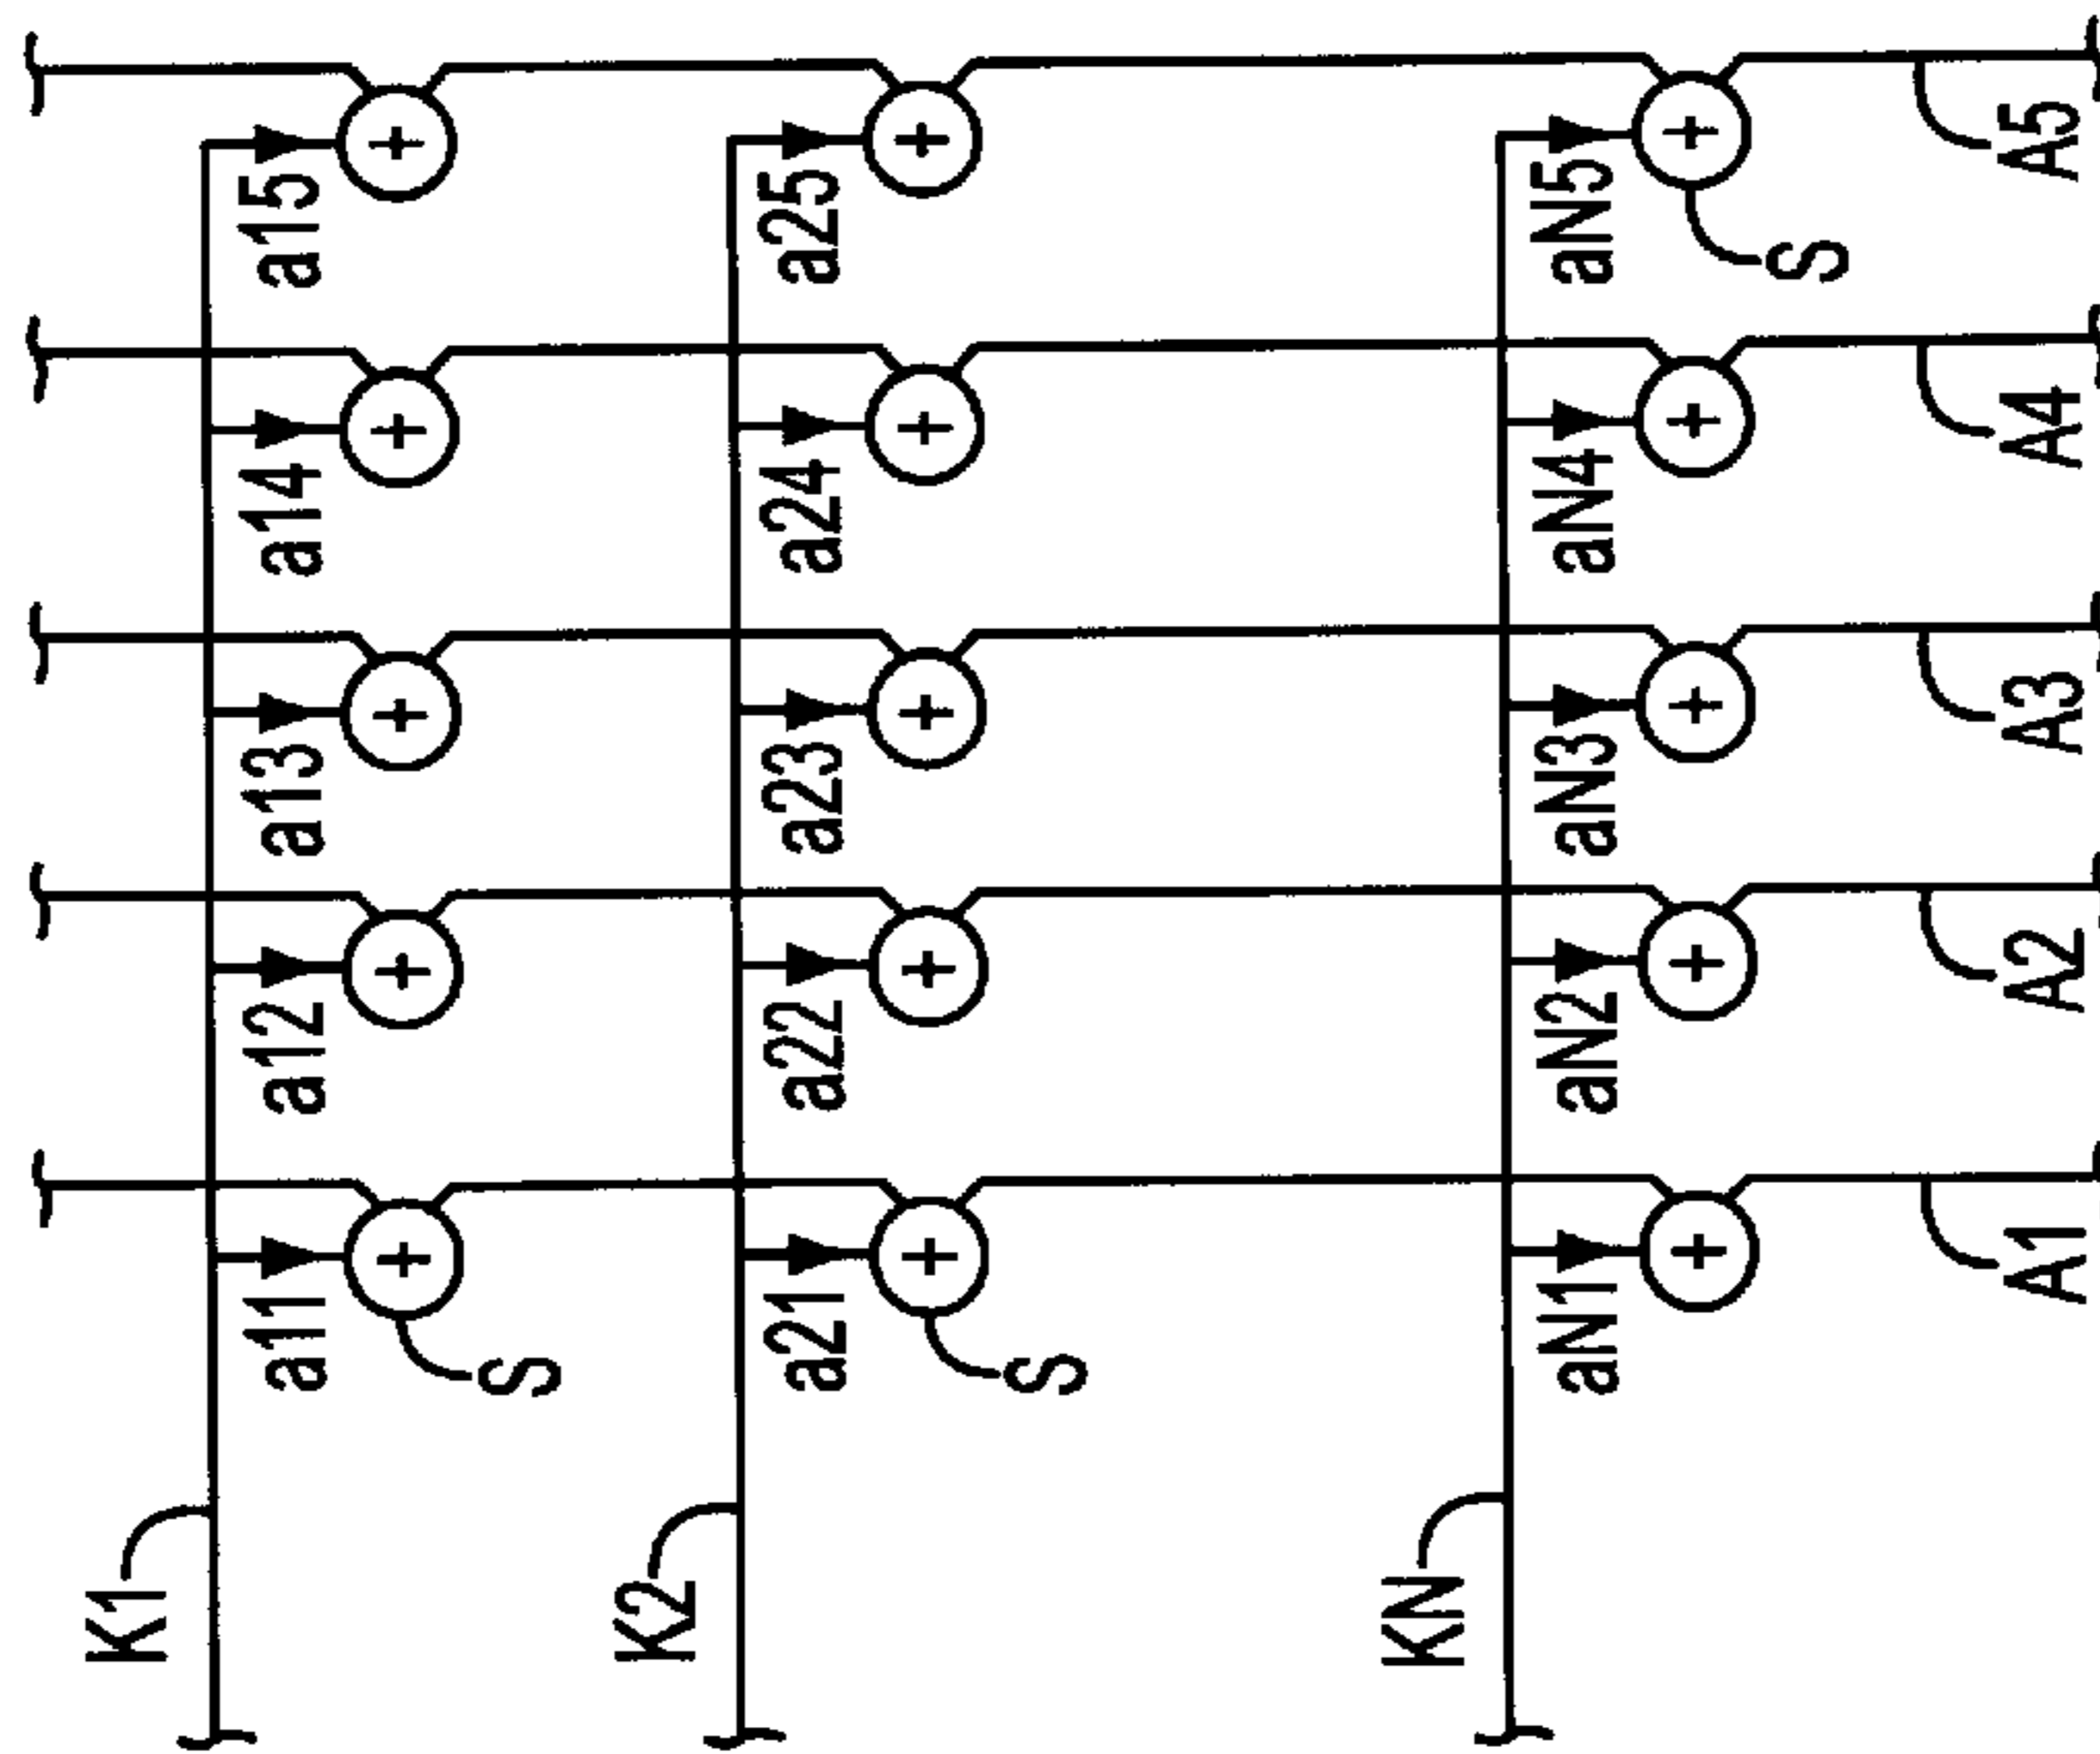 K1
a11
a12
a13
a14
a15
+
+
+
+
+
S
K2
a21
a22
a23
a24
a25
+
+
+
+
+
S
KN
aN1
aN2
aN3
aN4
aN5
+
+
+
+
+
S
A1
A2
A3
A4
A5